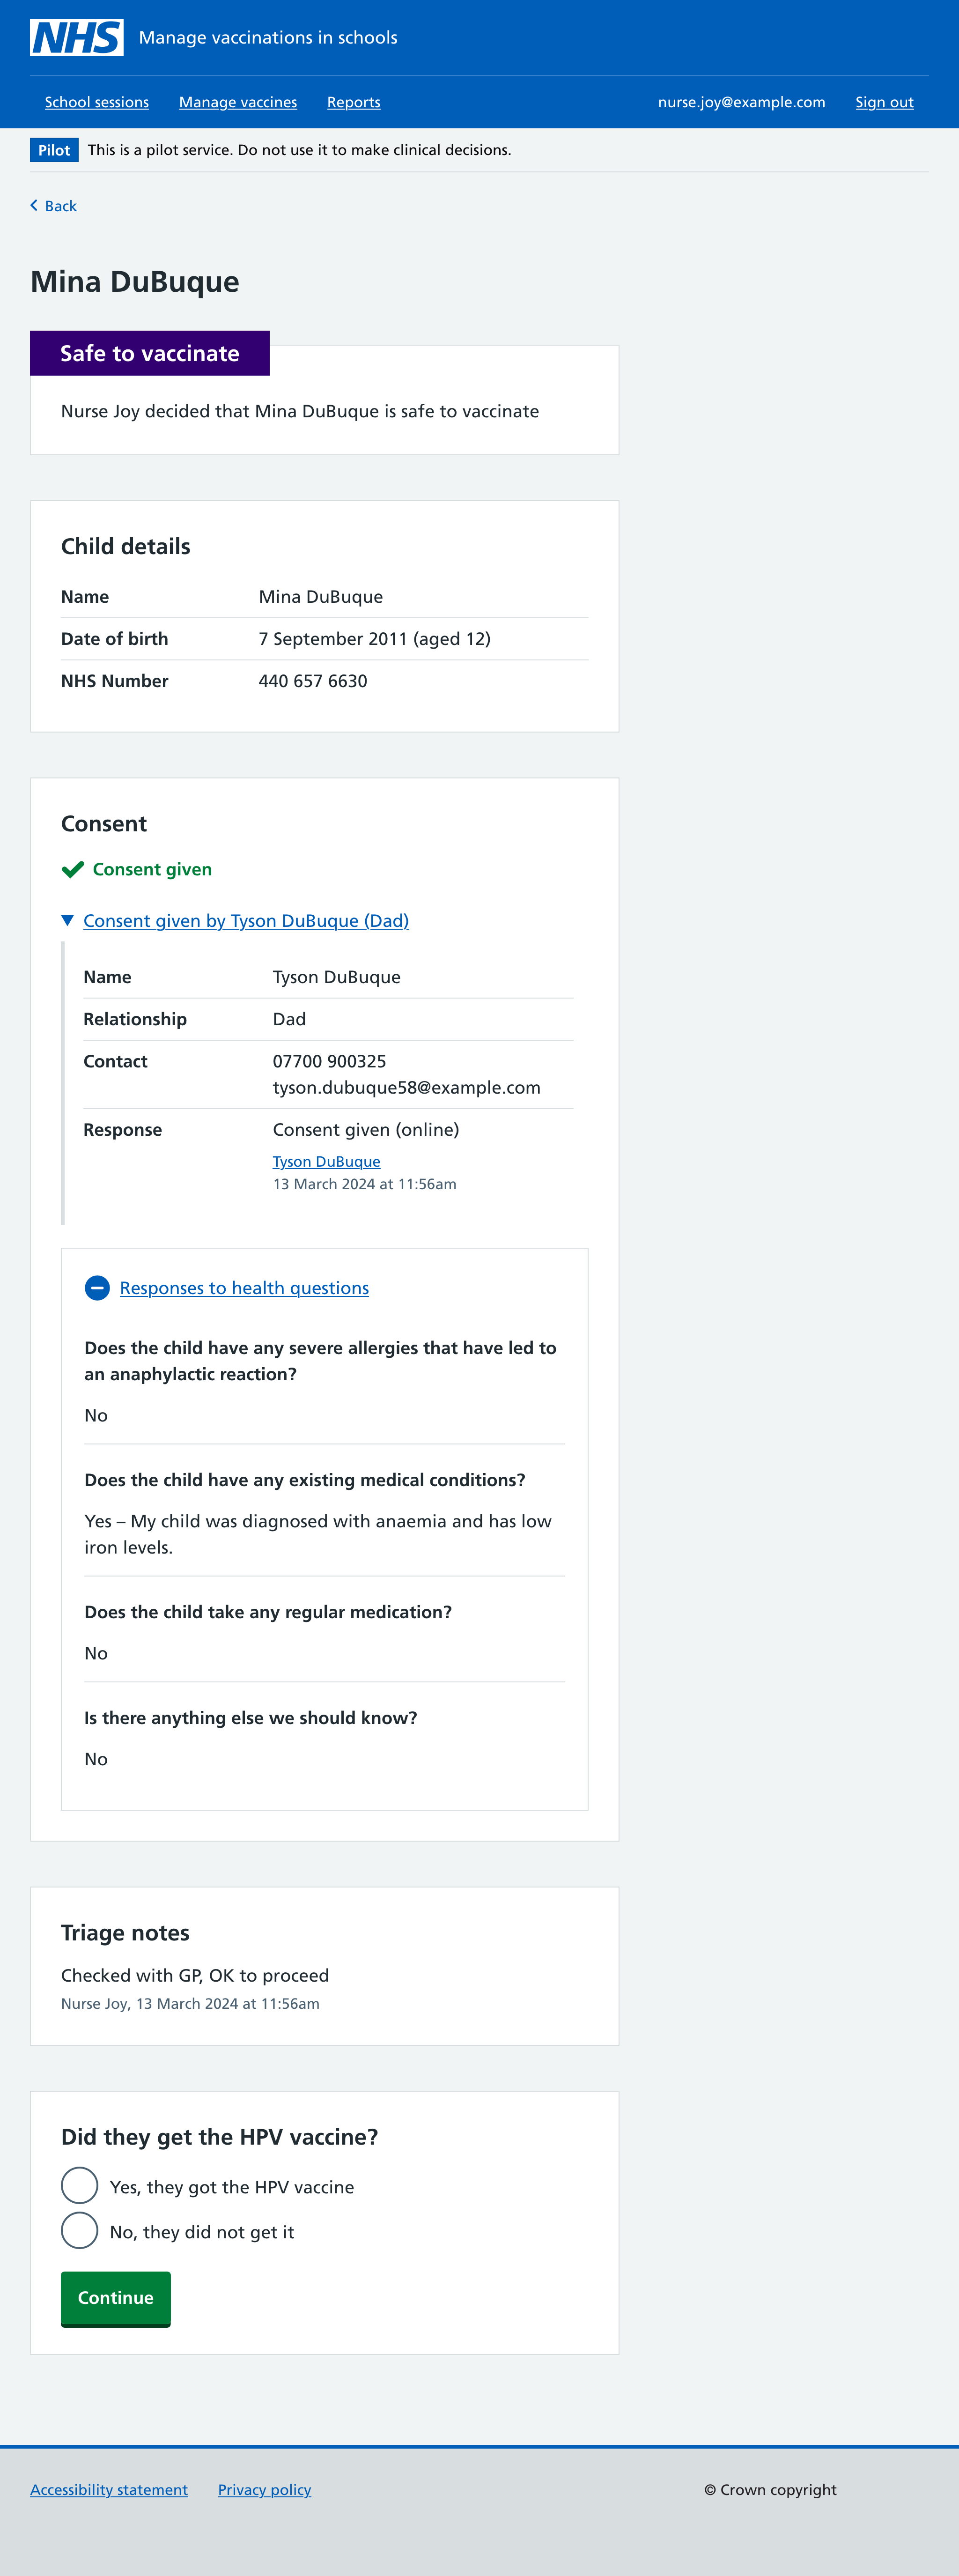 NHS Manage vaccinations in schools
School sessions Manage vaccines Reports nurse.joy@example.com Sign out
Pilot This is a pilot service. Do not use it to make clinical decisions.
Back
Mina DuBuque
Safe to vaccinate
Nurse Joy decided that Mina DuBuque is safe to vaccinate
Child details
Name Mina DuBuque
Date of birth 7 September 2011 (aged 12)
NHS Number 440 657 6630
Consent
Consent given
Consent given by Tyson DuBuque (Dad)
Name Tyson DuBuque
Relationship Dad
Contact 07700 900325
tyson.dubuque58@example.com
Response Consent given (online)
Tyson DuBuque
13 March 2024 at 11:56am
Responses to health questions
Does the child have any severe allergies that have led to
an anaphylactic reaction?
No
Does the child have any existing medical conditions?
Yes – My child was diagnosed with anaemia and has low
iron levels.
Does the child take any regular medication?
No
Is there anything else we should know?
No
Triage notes
Checked with GP, OK to proceed
Nurse Joy, 13 March 2024 at 11:56am
Did they get the HPV vaccine?
Yes, they got the HPV vaccine
No, they did not get it
Continue
Accessibility statement Privacy policy © Crown copyright